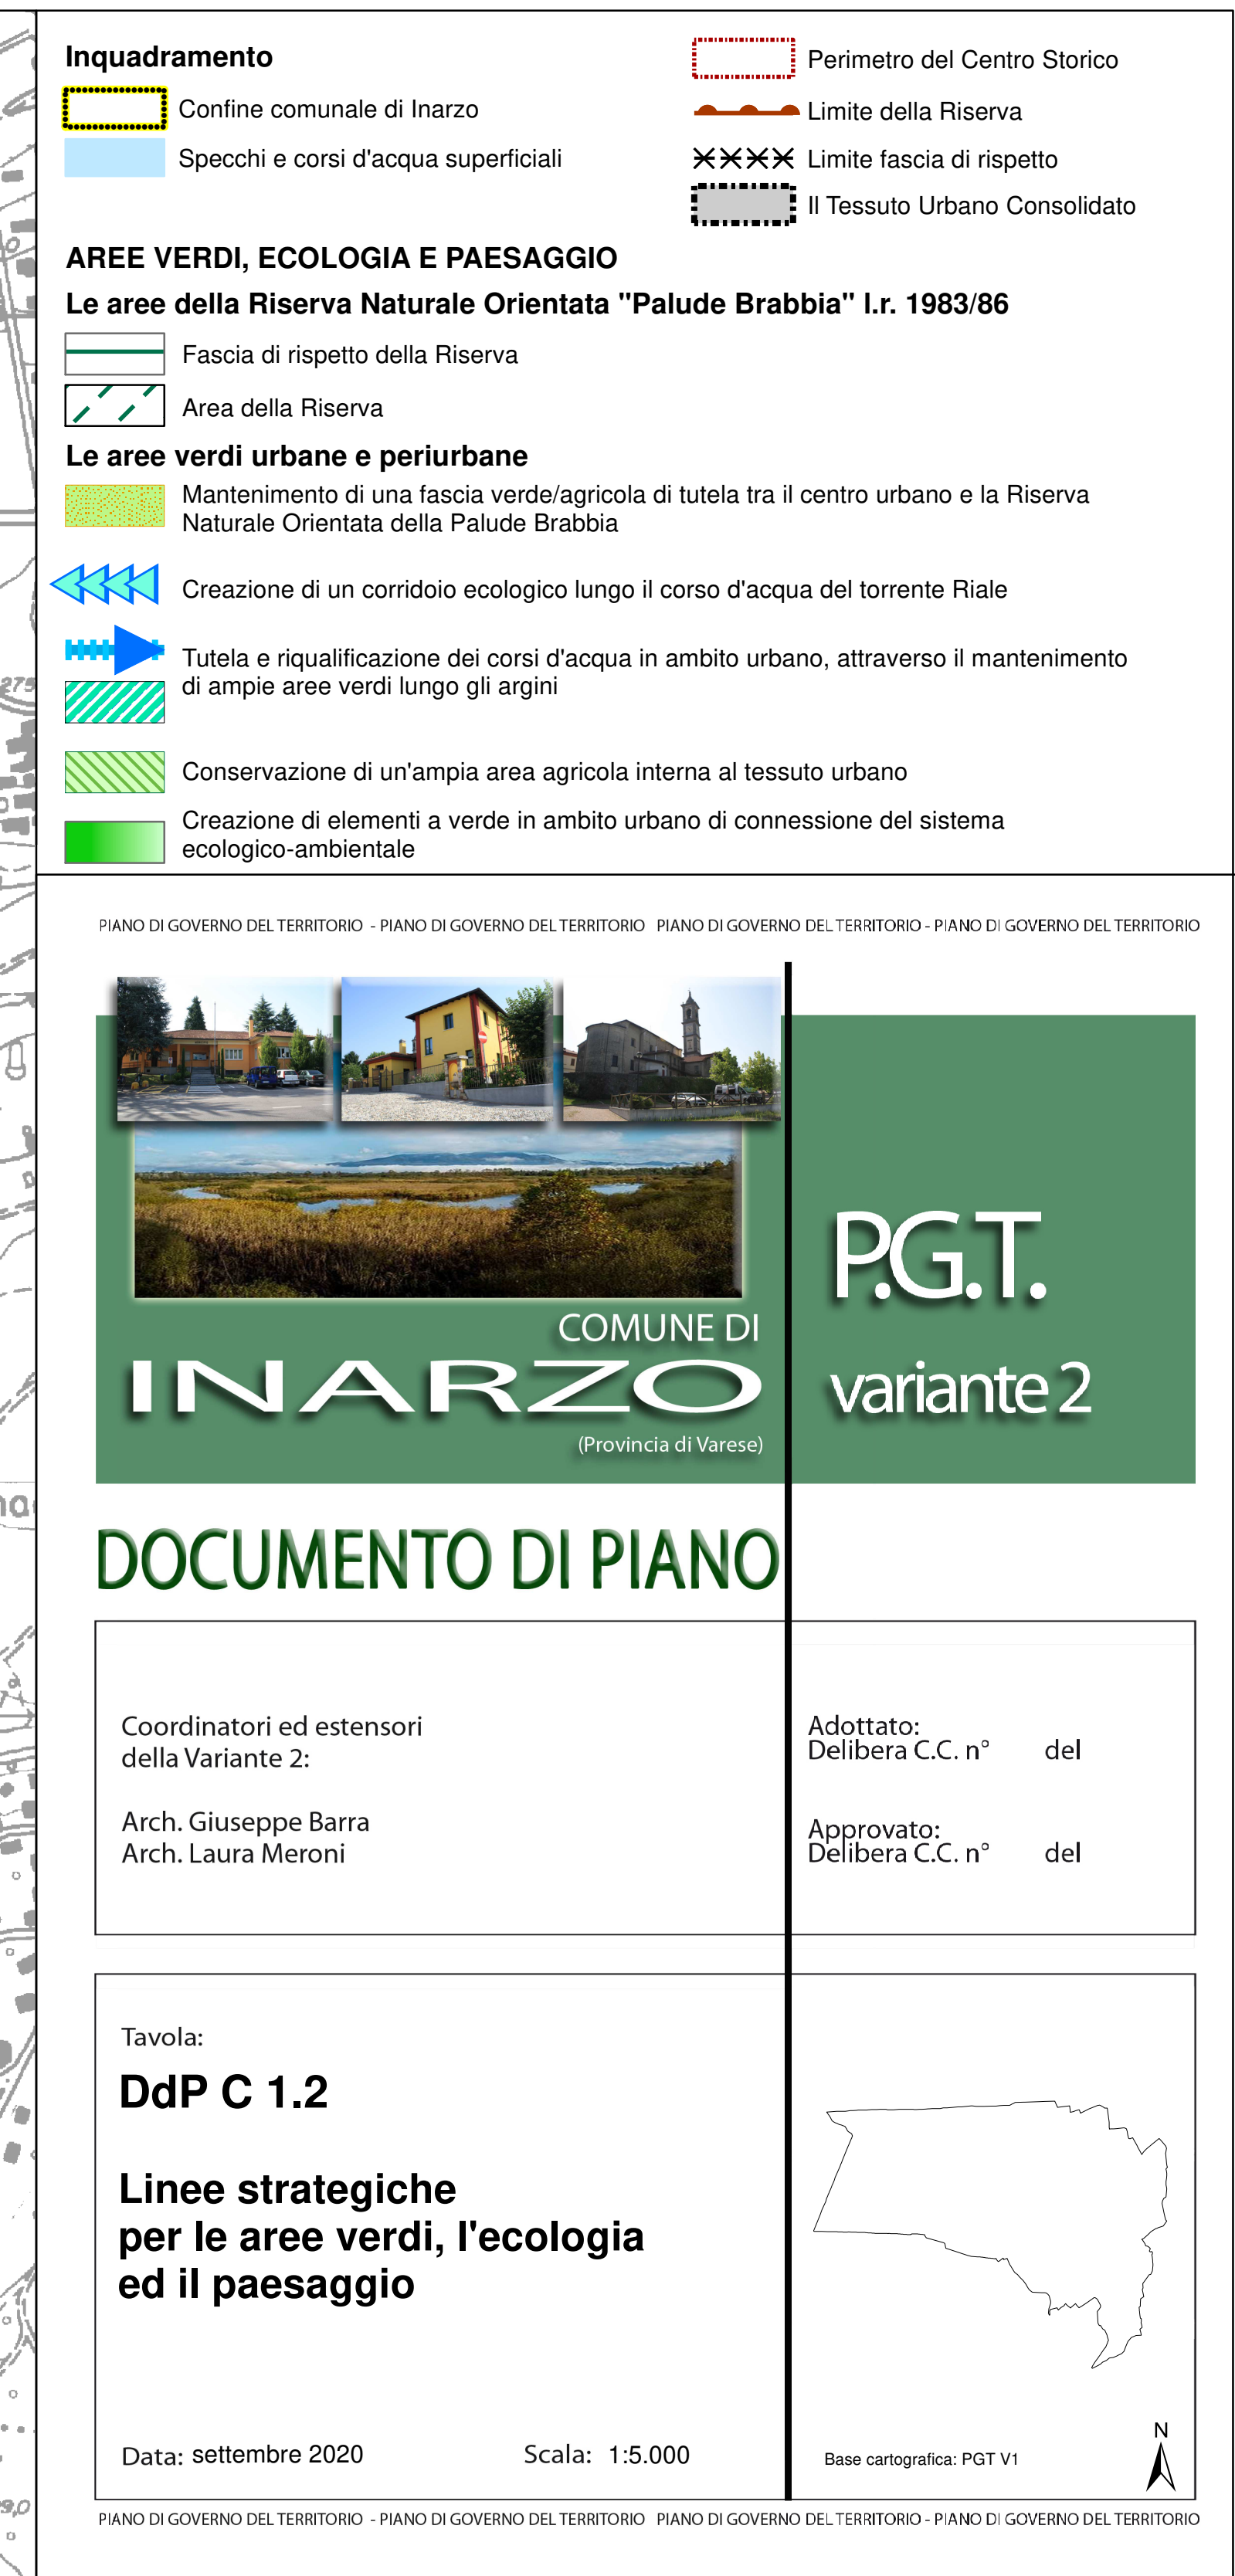 Inquadramento
Confine comunale di Inarzo
Specchi e corsi d'acqua superficiali
Perimetro del Centro Storico
Limite della Riserva
Limite fascia di rispetto
Il Tessuto Urbano Consolidato
AREE VERDI, ECOLOGIA E PAESAGGIO
Le aree della Riserva Naturale Orientata "Palude Brabbia" l.r. 1983/86
Fascia di rispetto della Riserva
Area della Riserva
Le aree verdi urbane e periurbane
Mantenimento di una fascia verde/agricola di tutela tra il centro urbano e la Riserva
Naturale Orientata della Palude Brabbia
Creazione di un corridoio ecologico lungo il corso d'acqua del torrente Riale
Tutela e riqualificazione dei corsi d'acqua in ambito urbano, attraverso il mantenimento
di ampie aree verdi lungo gli argini
Conservazione di un'ampia area agricola interna al tessuto urbano
Creazione di elementi a verde in ambito urbano di connessione del sistema
ecologico-ambientale
275
PIANO DI GOVERNO DEL TERRITORIO - PIANO DI GOVERNO DEL TERRITORIO PIANO DI GOVERNO DEL TERRITORIO - PIANO DI GOVERNO DEL TERRITORIO
COMUNE DI
INARZO
(Provincia di Varese)
P.G.T.
variante 2
DOCUMENTO DI PIANO
Coordinatori ed estensori
della Variante 2:
Arch. Giuseppe Barra
Arch. Laura Meroni
Adottato:
Delibera C.C. n° del
Approvato:
Delibera C.C. n° del
Tavola:
DdP C 1.2
Linee strategiche
per le aree verdi, l'ecologia
ed il paesaggio
Data: settembre 2020
Scala: 1:5.000
Base cartografica: PGT V1
N
PIANO DI GOVERNO DEL TERRITORIO - PIANO DI GOVERNO DEL TERRITORIO PIANO DI GOVERNO DEL TERRITORIO - PIANO DI GOVERNO DEL TERRITORIO